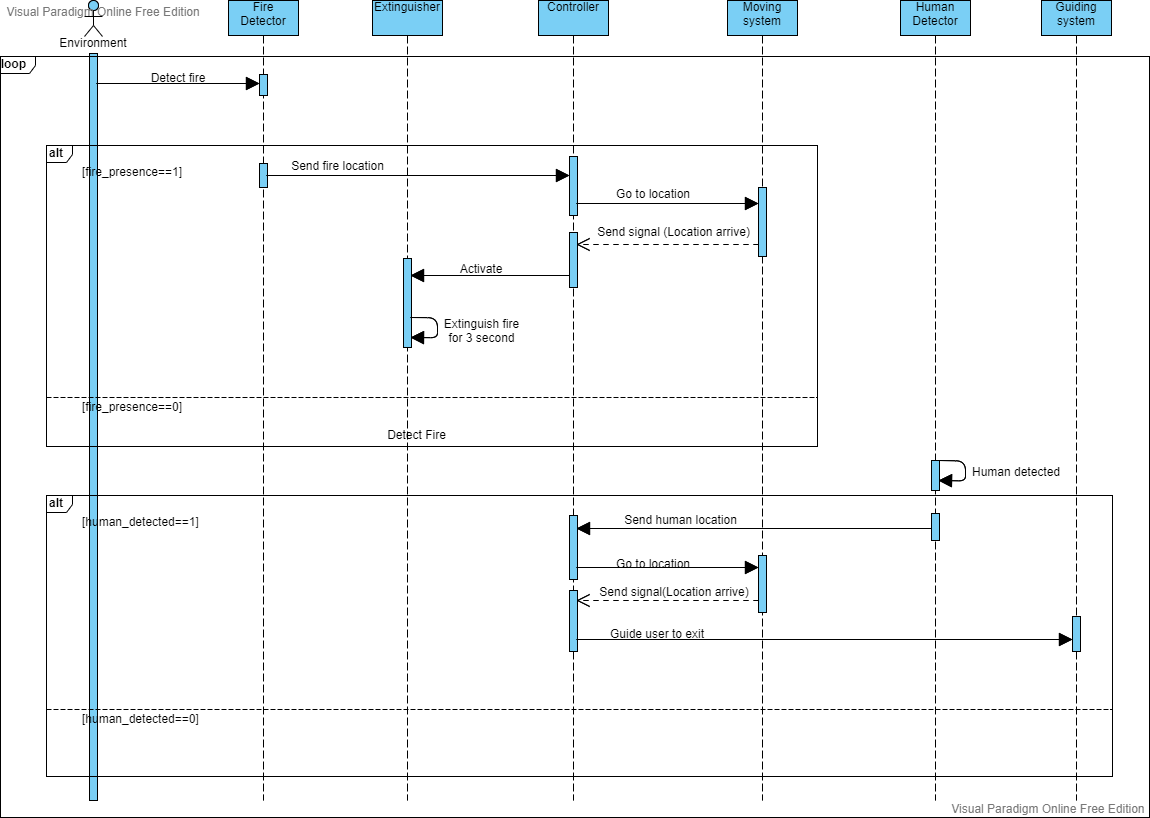 Visual Paradigm Online Free Edition
Environment
Fire
Detector
Extinguisher
Controller
Moving
system
Human
Detector
Guiding
system
loop
Detect fire
alt
[fire_presence==1]
Send fire location
Go to location
Send signal (Location arrive)
Activate
Extinguish fire
for 3 second
[fire_presence==0]
Detect Fire
Human detected
alt
[human_detected==1]
Send human location
Go to location
Send signal(Location arrive)
Guide user to exit
[human_detected==0]
Visual Paradigm Online Free Edition